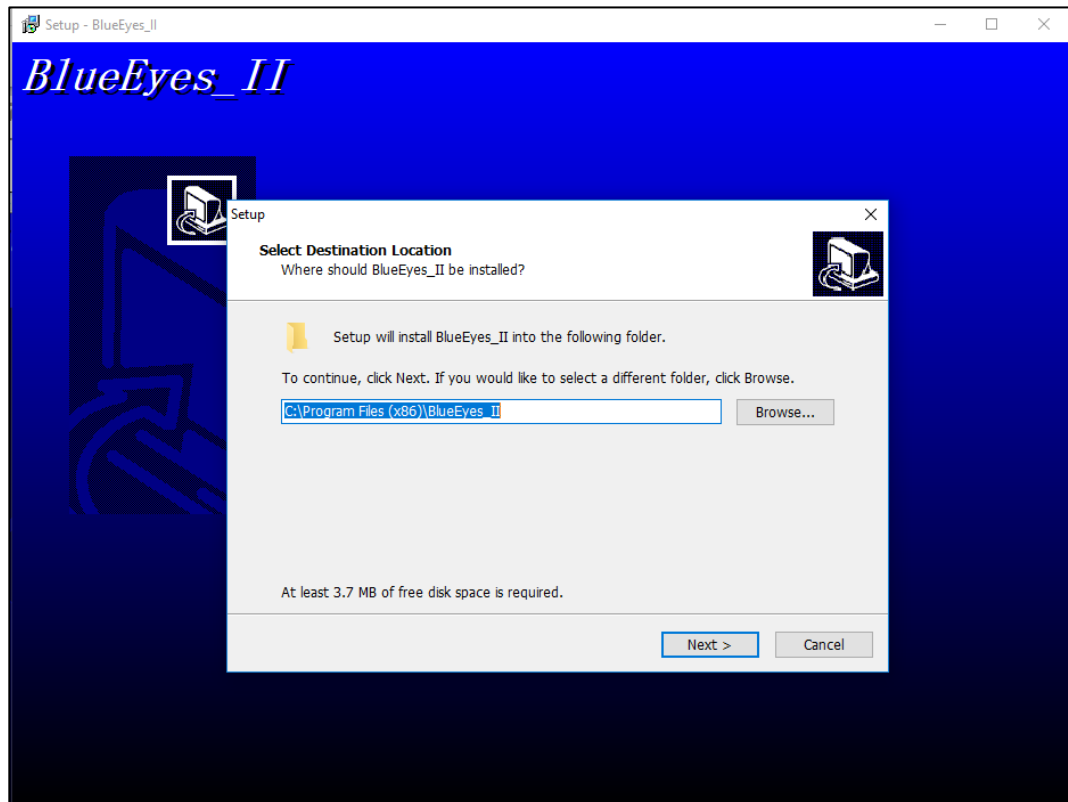 Setup - BlueEyes_II
BlueEyes_II
Setup
Select Destination Location
Where should BlueEyes_II be installed?
Setup will install BlueEyes_II into the following folder.
To continue, click Next. If you would like to select a different folder, click Browse.
C:\Program Files (x86)\BlueEyes_II
Browse...
At least 3.7 MB of free disk space is required.
Next >
Cancel